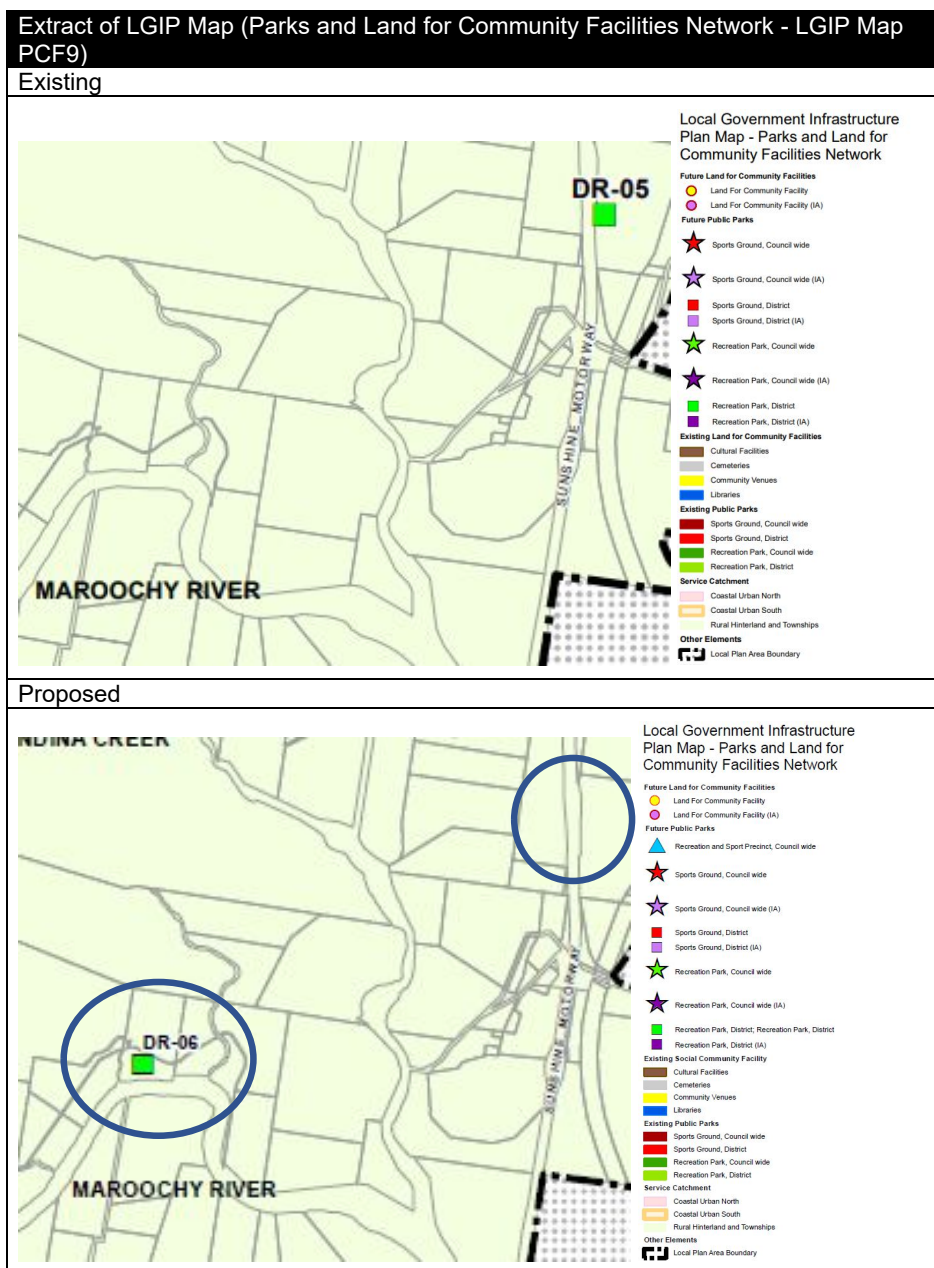 Extract of LGIP Map (Parks and Land for Community Facilities Network - LGIP Map
PCF9)
Existing
DR-05
SUNSHINE MOTORWAY
MAROOCHY RIVER
Local Government Infrastructure
Plan Map - Parks and Land for
Community Facilities Network
Future Land for Community Facilities
Land For Community Facility
Land For Community Facility (IA)
Future Public Parks
Sports Ground, Council wide
Sports Ground, Council wide (IA)
Sports Ground, District
Sports Ground, District (IA)
Recreation Park, Council wide
Recreation Park, Council wide (IA)
Recreation Park, District
Recreation Park, District (IA)
Existing Land for Community Facilities
Cultural Facilities
Cemeteries
Community Venues
Libraries
Existing Public Parks
Sports Ground, Council wide
Sports Ground, District
Recreation Park, Council wide
Recreation Park, District
Service Catchment
Coastal Urban North
Coastal Urban South
Rural Hinterland and Townships
Other Elements
Local Plan Area Boundary
Proposed
NDINA CREEK
SUNSHINE MOTORWAY
DR-06
MAROOCHY RIVER
Local Government Infrastructure
Plan Map - Parks and Land for
Community Facilities Network
Future Land for Community Facilities
Land For Community Facility
Land For Community Facility (IA)
Future Public Parks
Recreation and Sport Precinct, Council wide
Sports Ground, Council wide
Sports Ground, Council wide (IA)
Sports Ground, District
Sports Ground, District (IA)
Recreation Park, Council wide
Recreation Park, Council wide (IA)
Recreation Park, District; Recreation Park, District
Recreation Park, District (IA)
Existing Social Community Facility
Cultural Facilities
Cemeteries
Community Venues
Libraries
Existing Public Parks
Sports Ground, Council wide
Sports Ground, District
Recreation Park, Council wide
Recreation Park, District
Service Catchment
Coastal Urban North
Coastal Urban South
Rural Hinterland and Townships
Other Elements
Local Plan Area Boundary